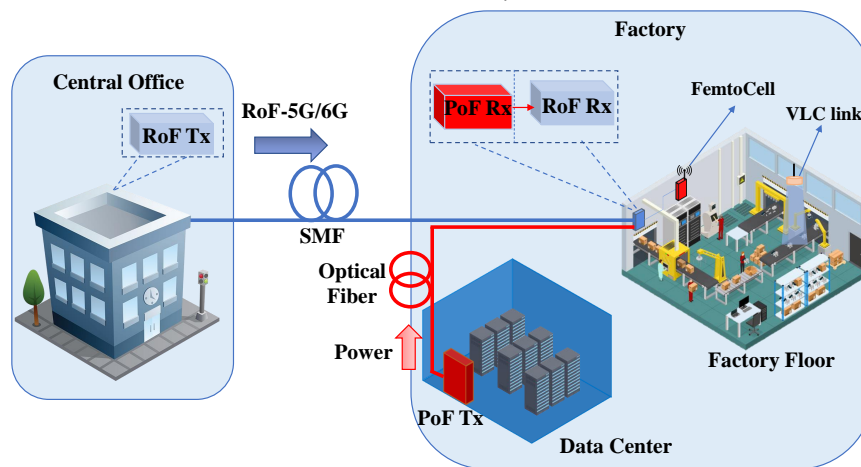 Factory
Central Office
RoF Tx
RoF-5G/6G
PoF Rx
RoF Rx
FemtoCell
VLC link
SMF
Optical
Fiber
Power
PoF Tx
Data Center
Factory Floor